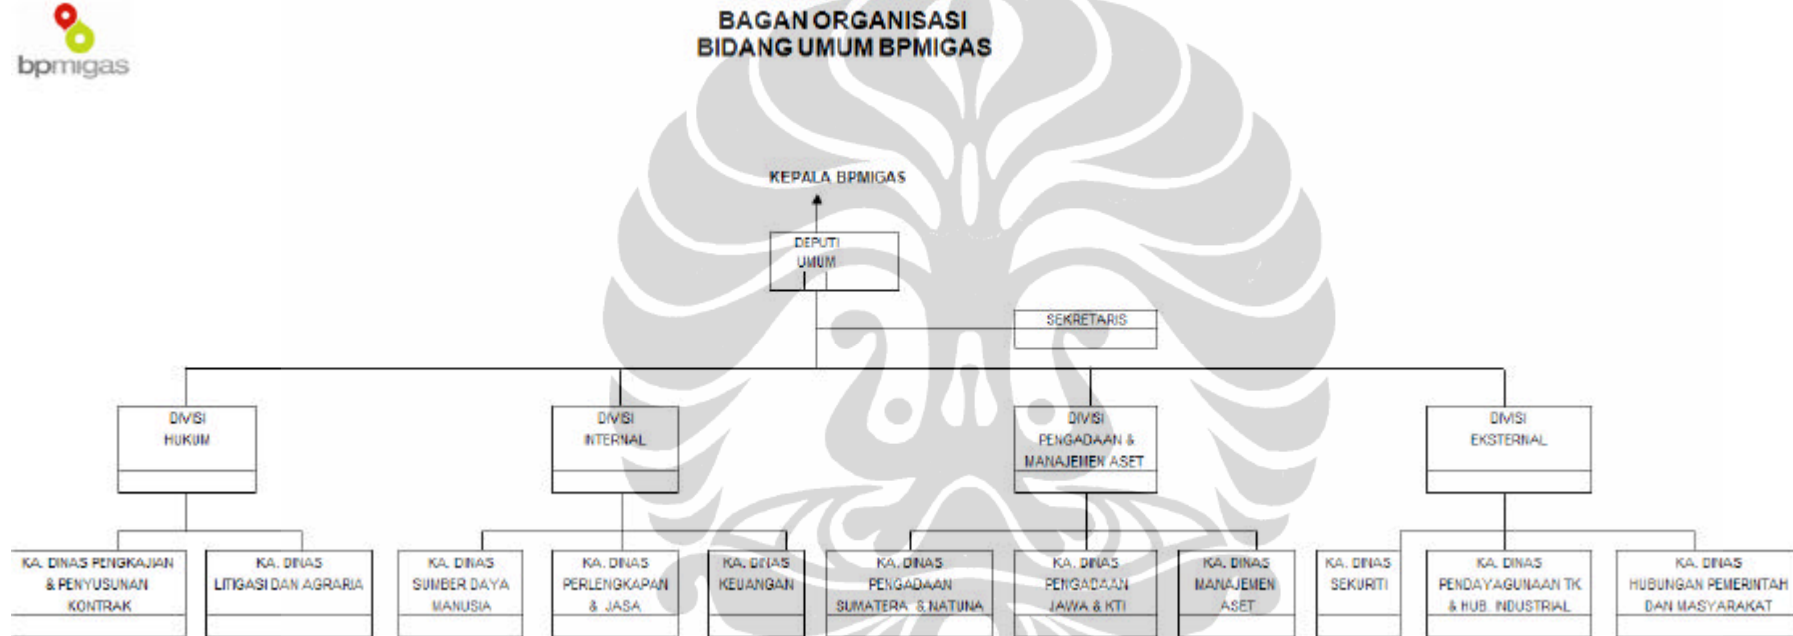 bpmigas
BAGAN ORGANISASI
BIDANG UMUM BPMIGAS
KEPALA BPMIGAS
DEPUTI
UMUM
SEKRETARIS
DIVISI
HUKUM
DIVISI
INTERNAL
DIVISI
PENGADAAN &
MANAJEMEN ASET
DIVISI
EKSTERNAL
KA. DINAS PENGKAJIAN
& PENYUSUNAN
KONTRAK
KA. DINAS
LITIGASI DAN AGRARIA
KA. DINAS
SUMBER DAYA
MANUSIA
KA. DINAS
PERLENGKAPAN
& JASA
KA. DINAS
KEUANGAN
KA. DINAS
PENGADAAN
SUMATERA & NATUNA
KA. DINAS
PENGADAAN
JAWA & KTI
KA. DINAS
MANAJEMEN
ASET
KA. DINAS
SEKURITI
KA. DINAS
PENDAYAGUNAAN TK
& HUB. INDUSTRIAL
KA. DINAS
HUBUNGAN PEMERINTAH
DAN MASYARAKAT